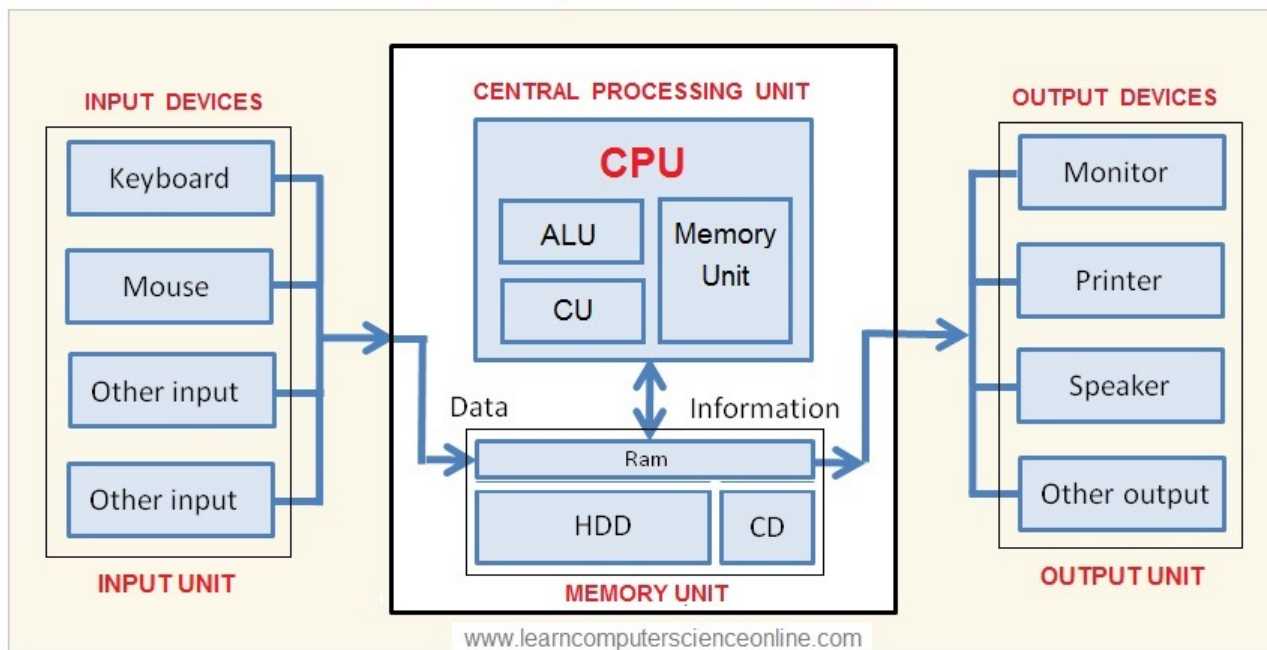 INPUT DEVICES
Keyboard
Mouse
Other input
Other input
INPUT UNIT
CENTRAL PROCESSING UNIT
CPU
ALU
CU
Memory
Unit
Data
Information
Ram
HDD
CD
MEMORY UNIT
OUTPUT DEVICES
Monitor
Printer
Speaker
Other output
OUTPUT UNIT
www.learncomputerscienceonline.com